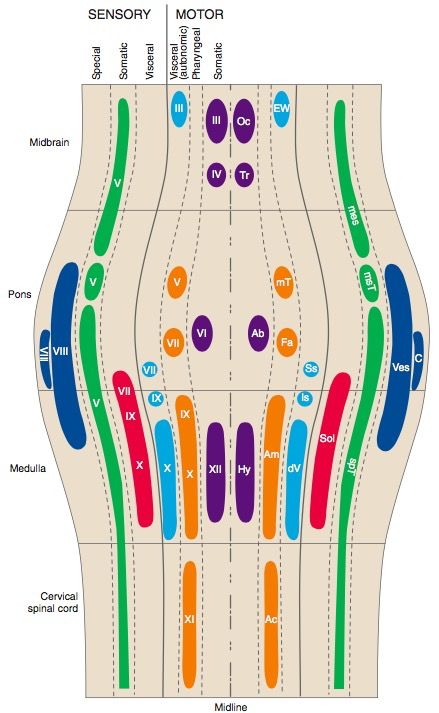 SENSORY
MOTOR
Special
Somatic
Visceral
Visceral
(autonomic)
Pharyngeal
Somatic
Midbrain
III
III
Oc
EW
IV
Tr
V
mes
Pons
V
V
mT
msT
VIII
VIII
VII
VI
Ab
Fa
Ves
C
VII
Ss
V
VII
IX
IX
IX
Is
Medulla
X
X
X
XII
Hy
Am
dV
Sol
spT
Cervical
spinal cord
XI
Ac
Midline